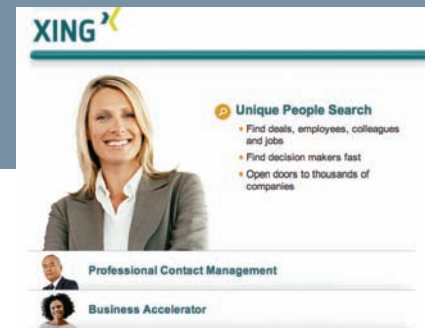 XING
Unique People Search
• Find deals, employees, colleagues
and jobs
• Find decision makers fast
• Open doors to thousands of
companies
Professional Contact Management
Business Accelerator